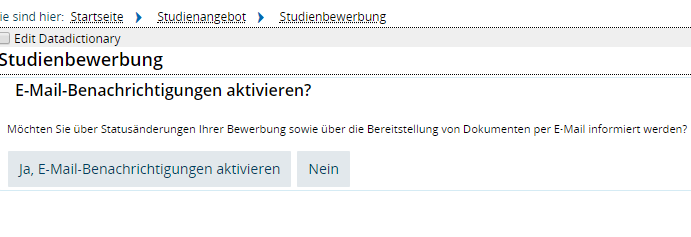 ie sind hier: Startseite Studienangebot Studienbewerbung
Edit Datadictionary
Studienbewerbung
E-Mail-Benachrichtigungen aktivieren?
Möchten Sie über Statusänderungen Ihrer Bewerbung sowie über die Bereitstellung von Dokumenten per E-Mail informiert werden?
Ja, E-Mail-Benachrichtigungen aktivieren Nein